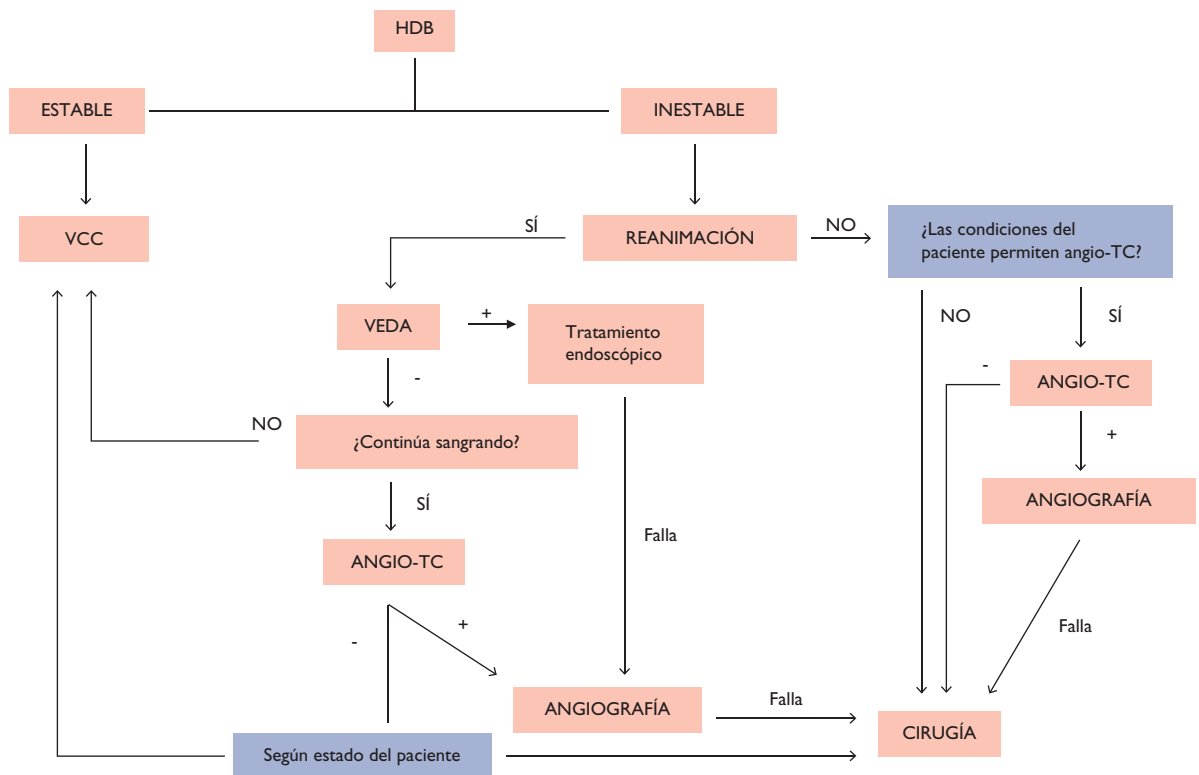 HDB
ESTABLE
INESTABLE
VCC
SÍ
REANIMACIÓN
NO
¿Las condiciones del
paciente permiten angio-TC?
VEDA
+
Tratamiento
endoscópico
NO
SÍ
-
ANGIO-TC
-
NO
¿Continúa sangrando?
+
SÍ
ANGIOGRAFÍA
ANGIO-TC
Falla
-
+
Falla
ANGIOGRAFÍA
Falla
CIRUGÍA
Según estado del paciente